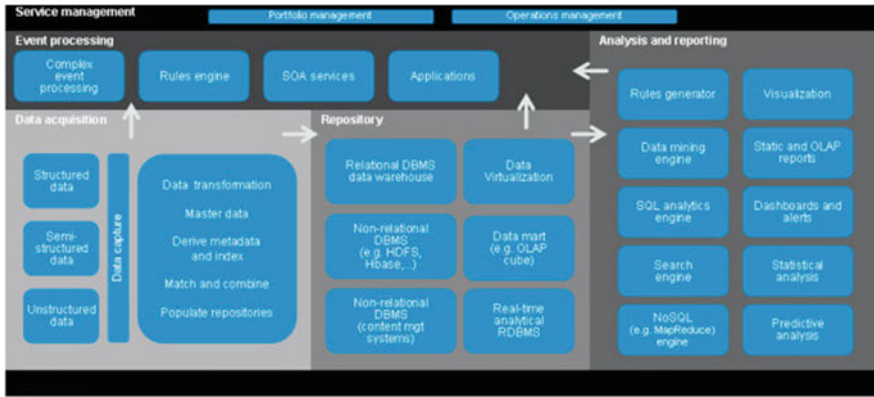 Service management
Portfolio management
Operations management
Event processing
Complex
event
processing
Rules engine
SOA services
Applications
Analysis and reporting
Rules generator
Visualization
Data mining
engine
Static and OLAP
reports
SQL analytics
engine
Dashboards and
alerts
Search
engine
Statistical
analysis
NoSQL
(e.g. MapReduce)
engine
Predictive
analysis
Data acquisition
Structured
data
Semi-
structured
data
Unstructured
data
Data capture
Data transformation
Master data
Derive metadata
and index
Match and combine
Populate repositories
Repository
Relational DBMS
data warehouse
Data
Virtualization
Non-relational
DBMS
(e.g. HDFS,
Hbase,...)
Data mart
(e.g. OLAP
cube)
Non-relational
DBMS
(content mgt
systems)
Real-time
analytical
RDBMS